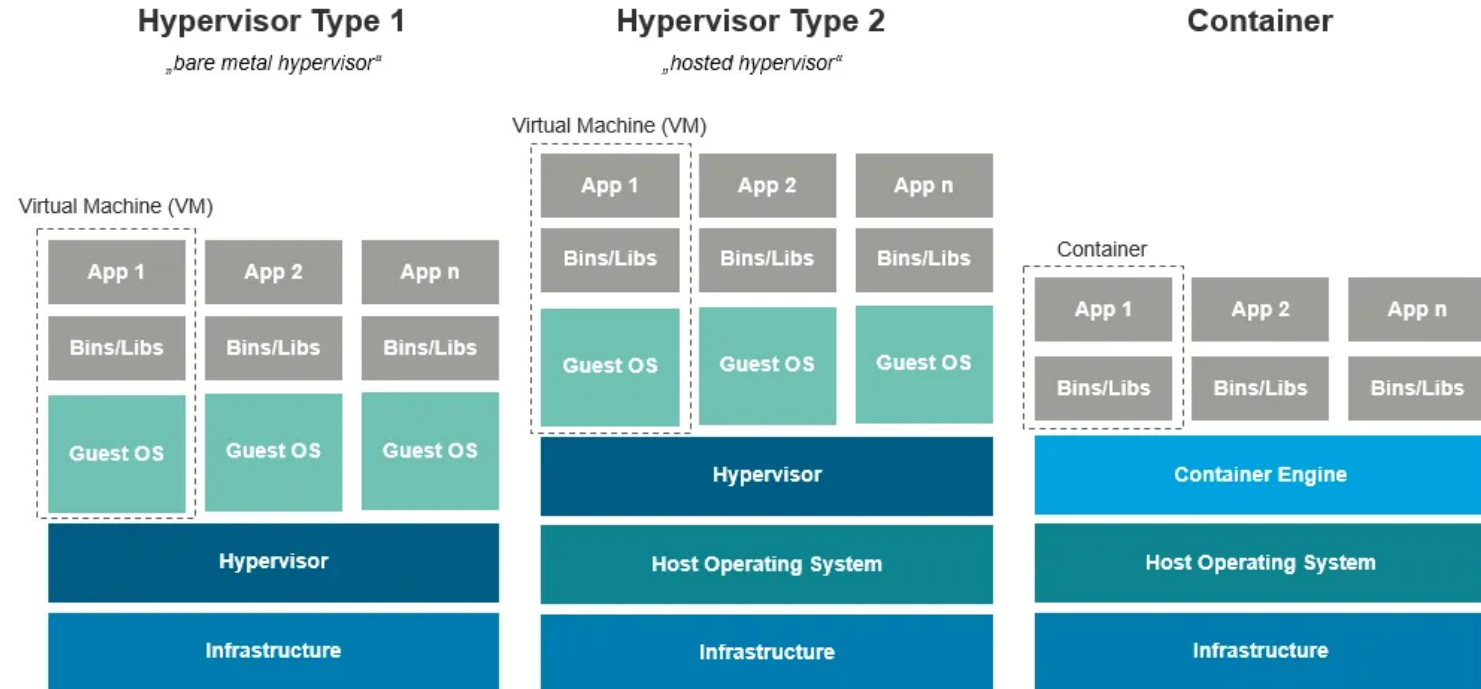 Hypervisor Type 1
„bare metal hypervisor“
Virtual Machine (VM)
App 1
App 2
App n
Bins/Libs
Bins/Libs
Bins/Libs
Guest OS
Guest OS
Guest OS
Hypervisor
Infrastructure
Hypervisor Type 2
„hosted hypervisor“
Virtual Machine (VM)
App 1
App 2
App n
Bins/Libs
Bins/Libs
Bins/Libs
Guest OS
Guest OS
Guest OS
Hypervisor
Host Operating System
Infrastructure
Container
Container
App 1
App 2
App n
Bins/Libs
Bins/Libs
Bins/Libs
Container Engine
Host Operating System
Infrastructure